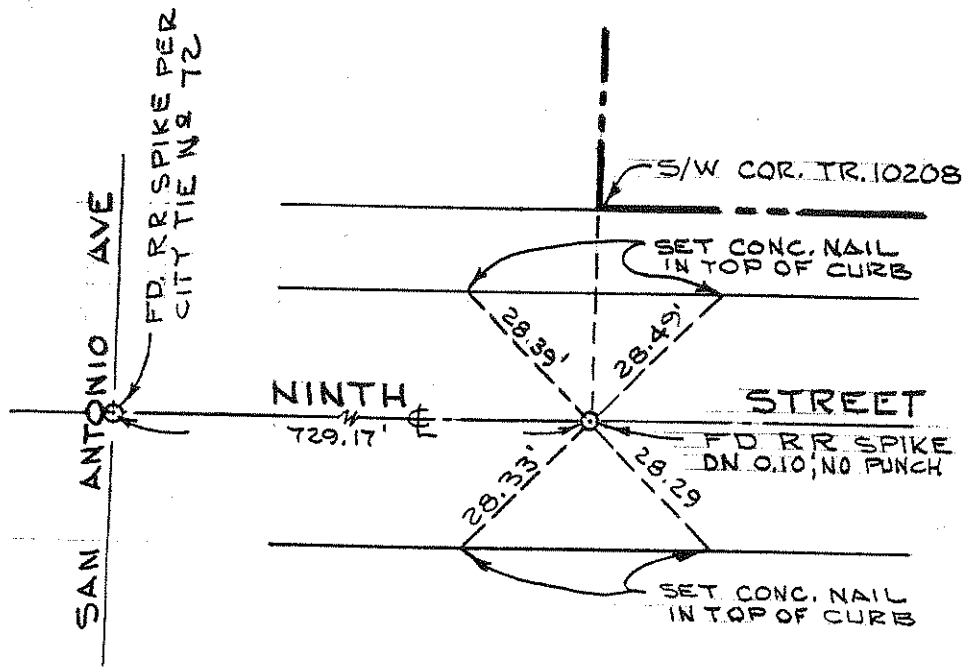 FD. RR SPIKE PER
CITY TIE Nº 72
SAN ANTONIO AVE
S/W COR. TR. 10208
SET CONC. NAIL
IN TOP OF CURB
28.39'
28.49'
NINTH
℄
STREET
729.17'
FD RR SPIKE
DN 0.10', NO PUNCH
28.33'
28.29
SET CONC. NAIL
IN TOP OF CURB